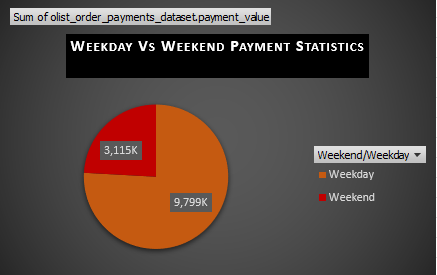 Sum of olist_order_payments_dataset.payment_value
WEEKDAY VS WEEKEND PAYMENT STATISTICS
3,115K
9,799K
Weekend/Weekday
Weekday
Weekend